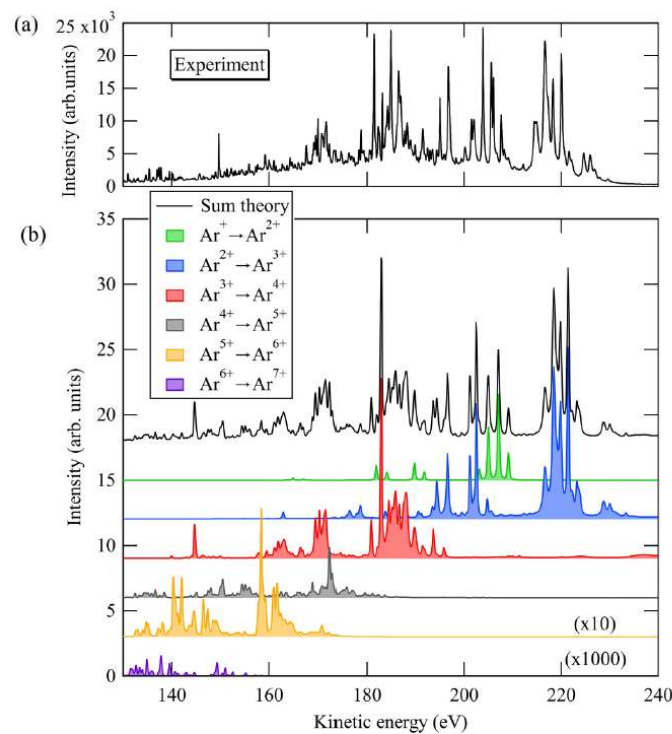 (a)
25 x10³
20
15
10
5
0
Intensity (arb.units)
Experiment
(b)
35
30
25
20
15
10
5
0
Intensity (arb. units)
Sum theory
Ar⁺→Ar²⁺
Ar²⁺→Ar³⁺
Ar³⁺→Ar⁴⁺
Ar⁴⁺→Ar⁵⁺
Ar⁵⁺→Ar⁶⁺
Ar⁶⁺→Ar⁷⁺
(x10)
(x1000)
140 160 180 200 220 240
Kinetic energy (eV)